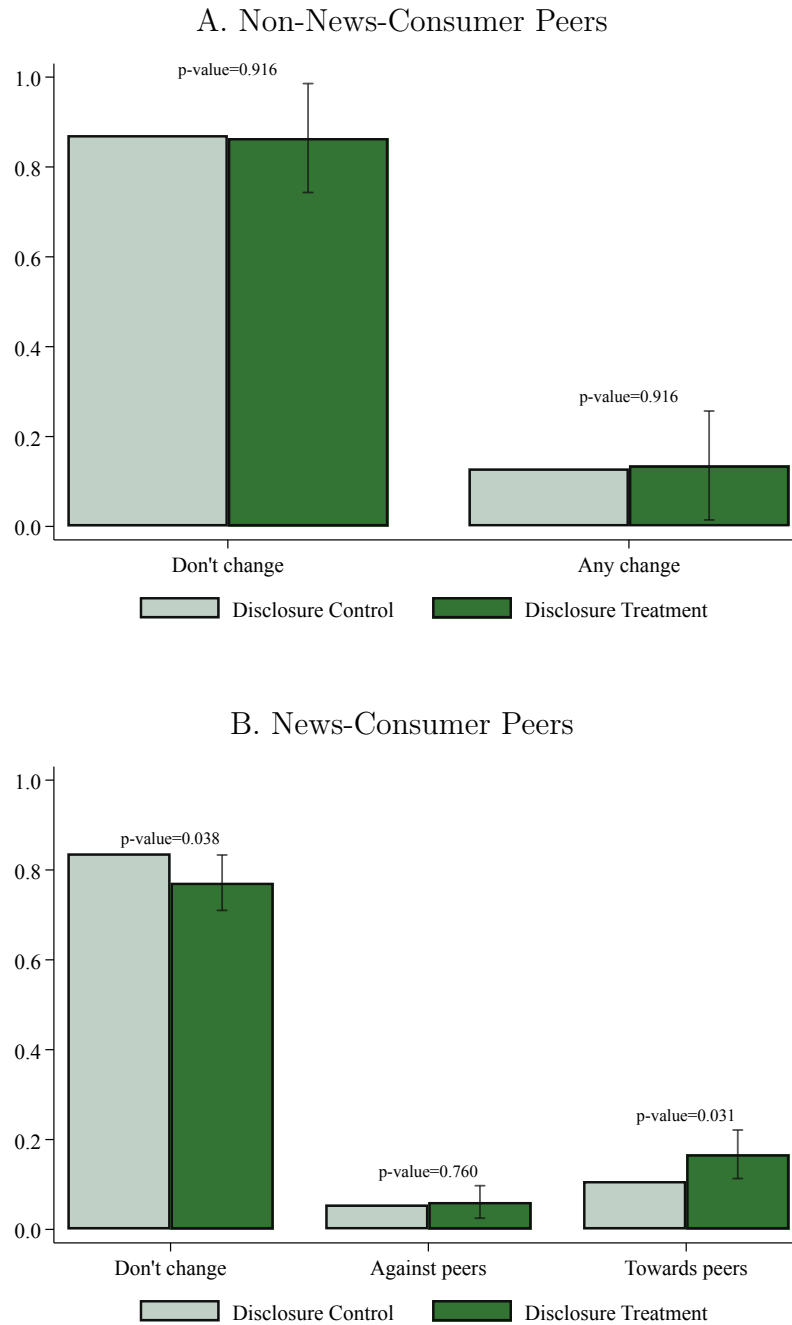 A. Non-News-Consumer Peers
p-value=0.916
1.0
0.8
0.6
0.4
p-value=0.916
0.2
0.0
Don't change
Any change
Disclosure Control
Disclosure Treatment
B. News-Consumer Peers
1.0
p-value=0.038
0.8
0.6
0.4
p-value=0.031
0.2
p-value=0.760
0.0
Don't change
Against peers
Towards peers
Disclosure Control
Disclosure Treatment